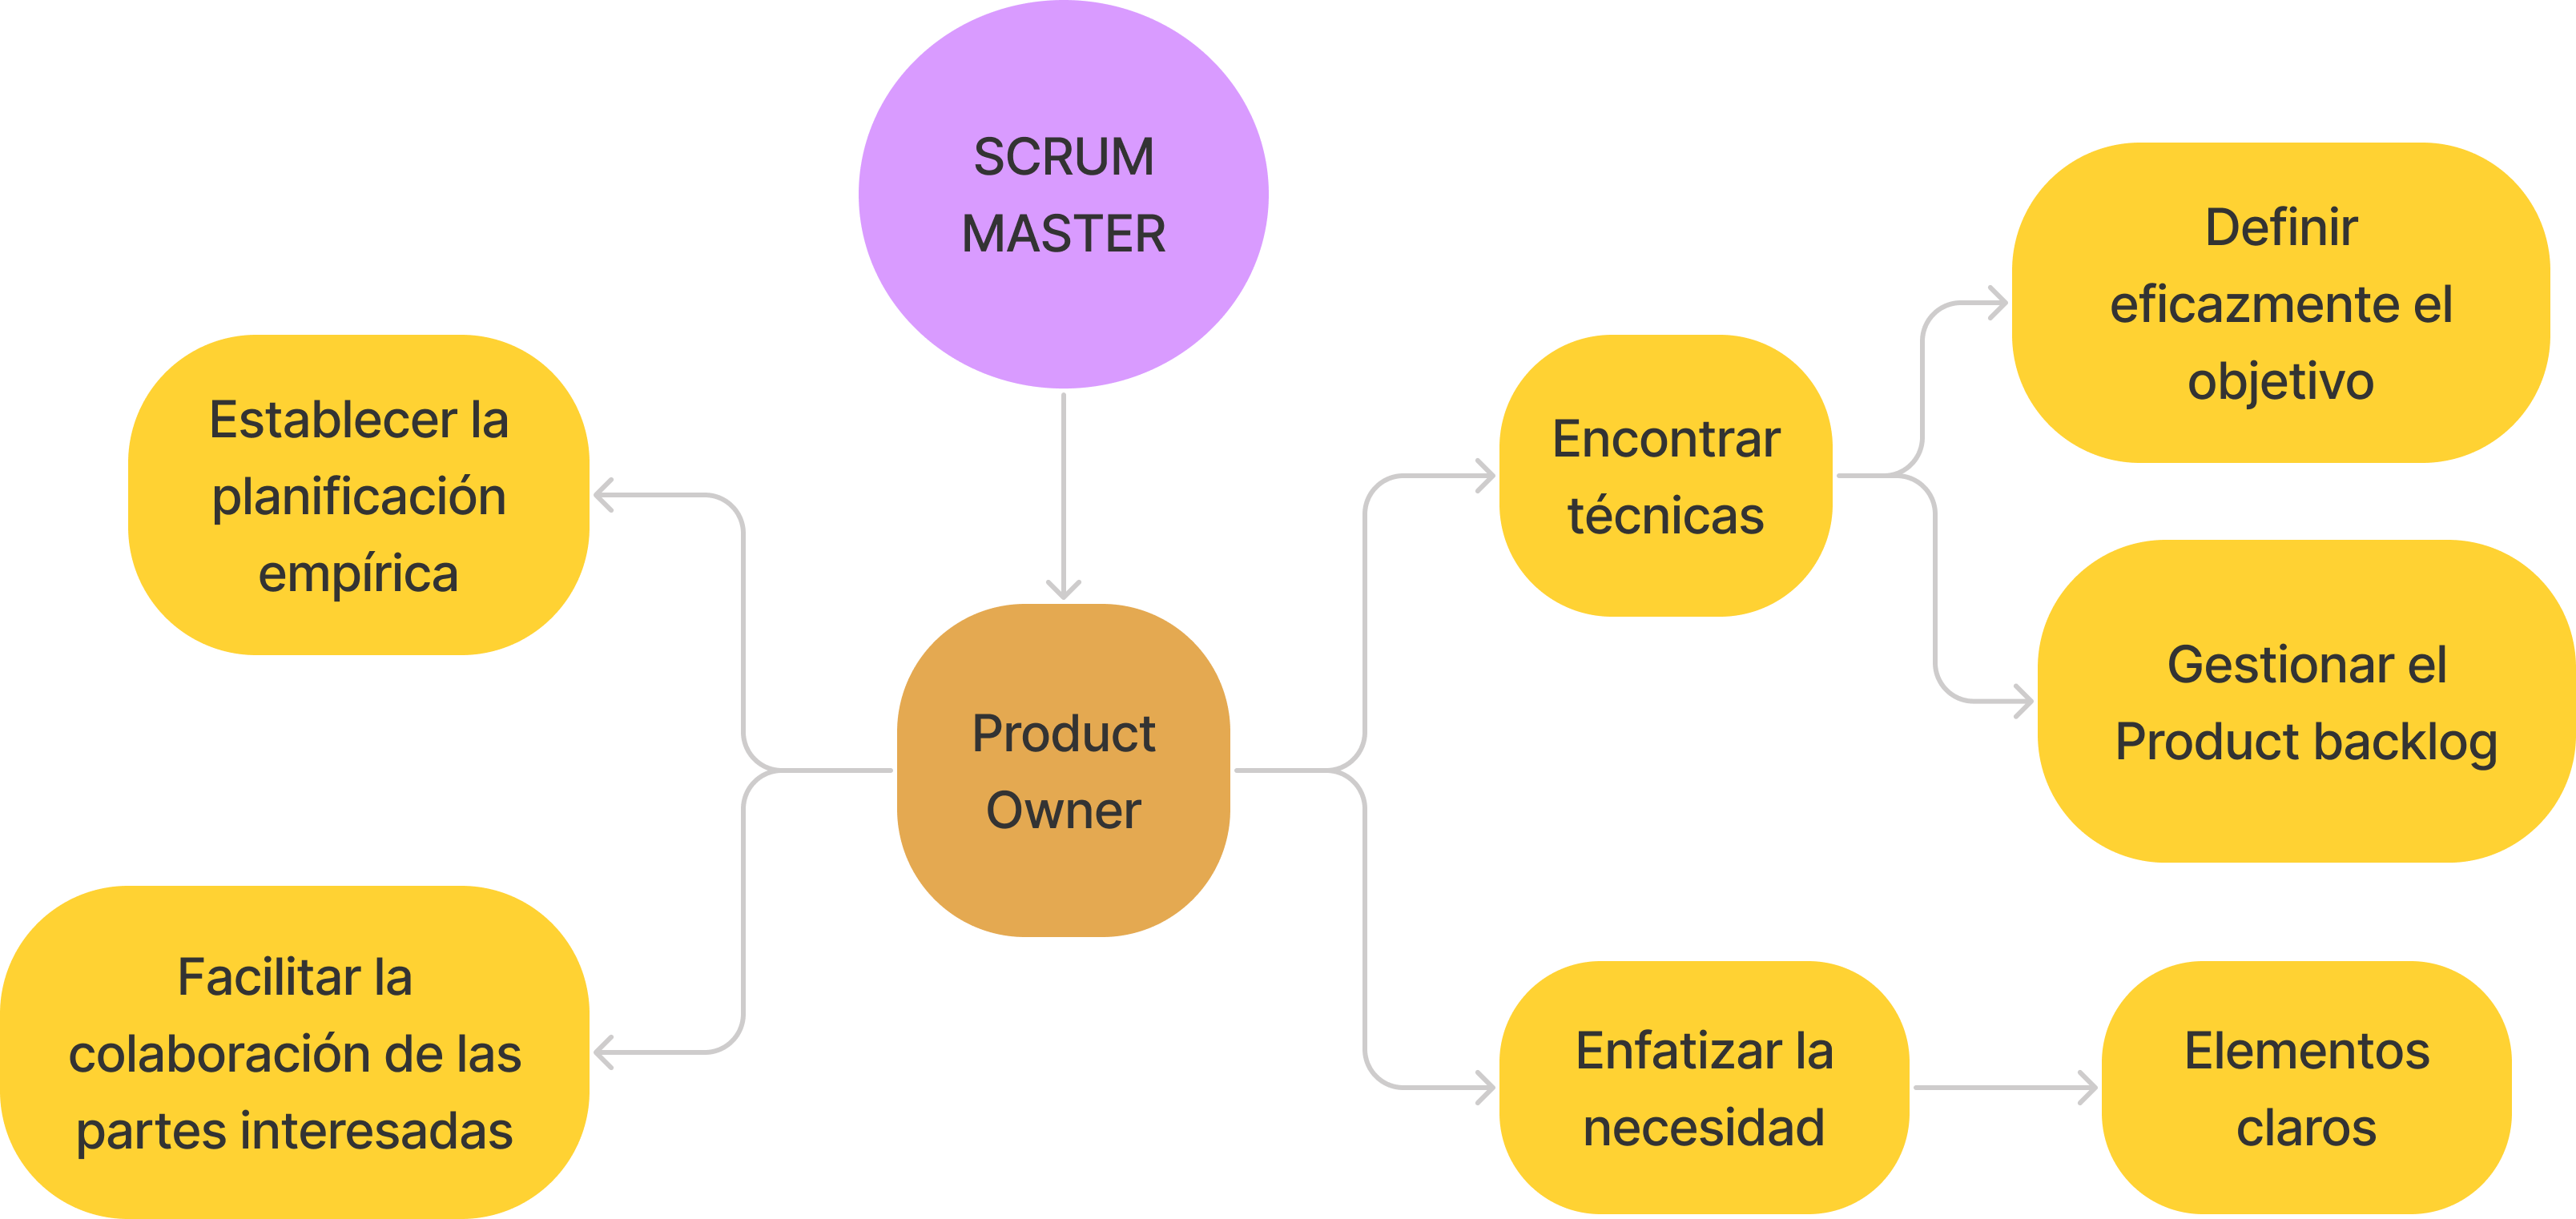 SCRUM
MASTER
Establecer la
planificación
empírica
Facilitar la
colaboración de las
partes interesadas
Product
Owner
Encontrar
técnicas
Definir
eficazmente el
objetivo
Gestionar el
Product backlog
Enfatizar la
necesidad
Elementos
claros